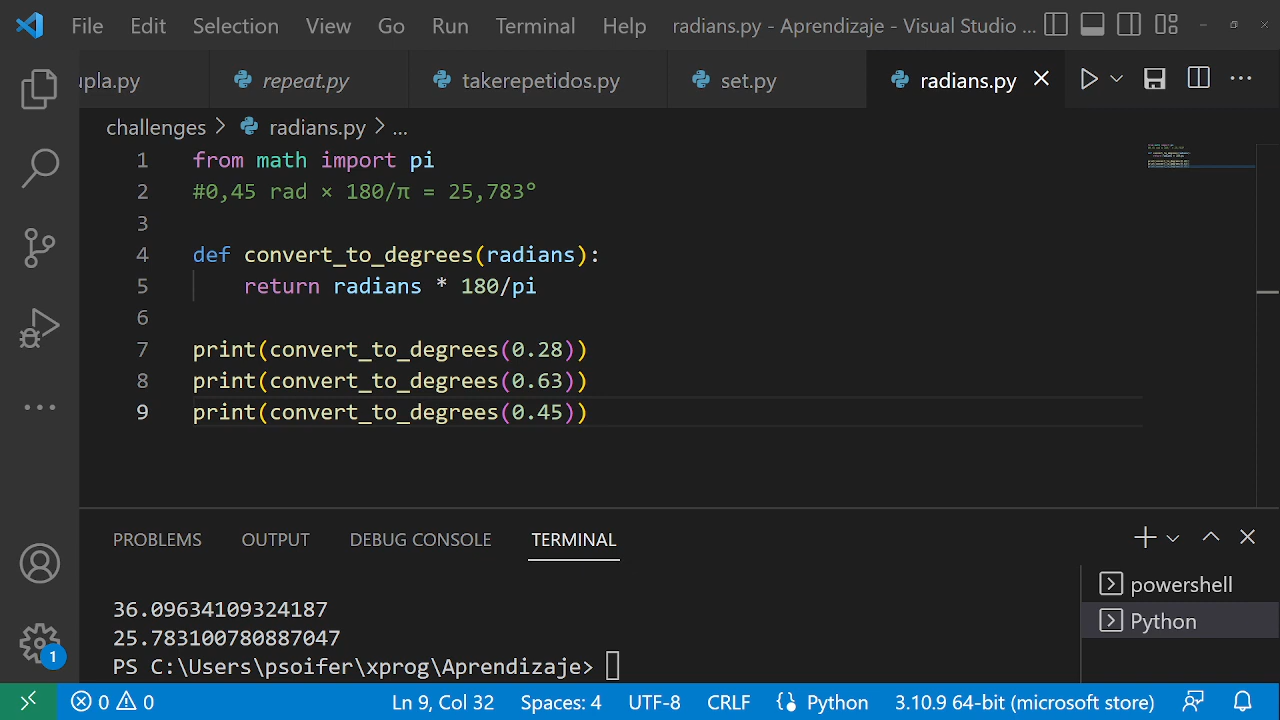 File Edit Selection View Go Run Terminal Help radians.py - Aprendizaje - Visual Studio ...
upla.py repeat.py takerepetidos.py set.py radians.py
challenges > radians.py > ...
1 from math import pi
2 #0,45 rad × 180/π = 25,783°
3
4 def convert_to_degrees(radians):
5 return radians * 180/pi
6
7 print(convert_to_degrees(0.28))
8 print(convert_to_degrees(0.63))
9 print(convert_to_degrees(0.45))
PROBLEMS OUTPUT DEBUG CONSOLE TERMINAL
powershell
36.09634109324187
Python
25.783100780887047
PS C:\Users\psoifer\xprog\Aprendizaje>
1
0 0 Ln 9, Col 32 Spaces: 4 UTF-8 CRLF Python 3.10.9 64-bit (microsoft store)